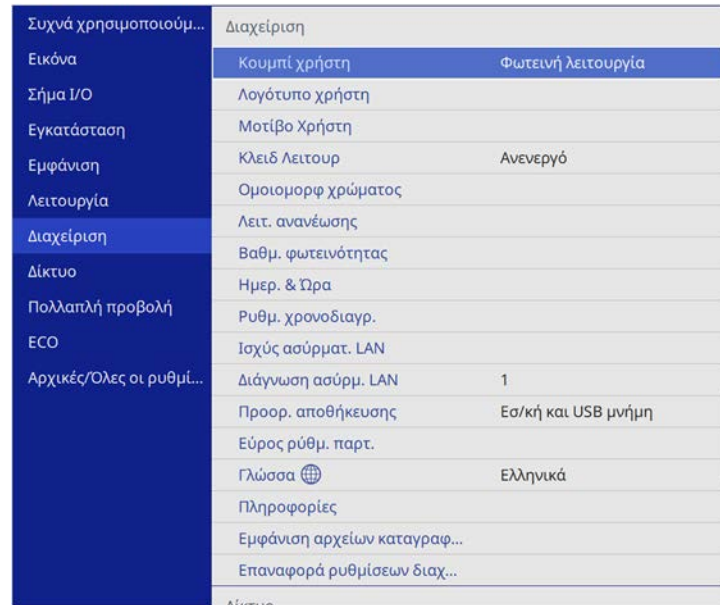 Συχνά χρησιμοποιούμ...
Εικόνα
Σήμα I/O
Εγκατάσταση
Εμφάνιση
Λειτουργία
Διαχείριση
Δίκτυο
Πολλαπλή προβολή
ECO
Αρχικές/Όλες οι ρυθμί...
Διαχείριση
Κουμπί χρήστη Φωτεινή λειτουργία
Λογότυπο χρήστη
Μοτίβο Χρήστη
Κλειδ Λειτουρ Ανενεργό
Ομοιομορφ χρώματος
Λειτ. ανανέωσης
Βαθμ. φωτεινότητας
Ημερ. & Ώρα
Ρυθμ. χρονοδιαγρ.
Ισχύς ασύρματ. LAN
Διάγνωση ασύρμ. LAN 1
Προορ. αποθήκευσης Εσ/κή και USB μνήμη
Εύρος ρύθμ. παρτ.
Γλώσσα Ελληνικά
Πληροφορίες
Εμφάνιση αρχείων καταγραφ...
Επαναφορά ρυθμίσεων διαχ...
Δίκτυο